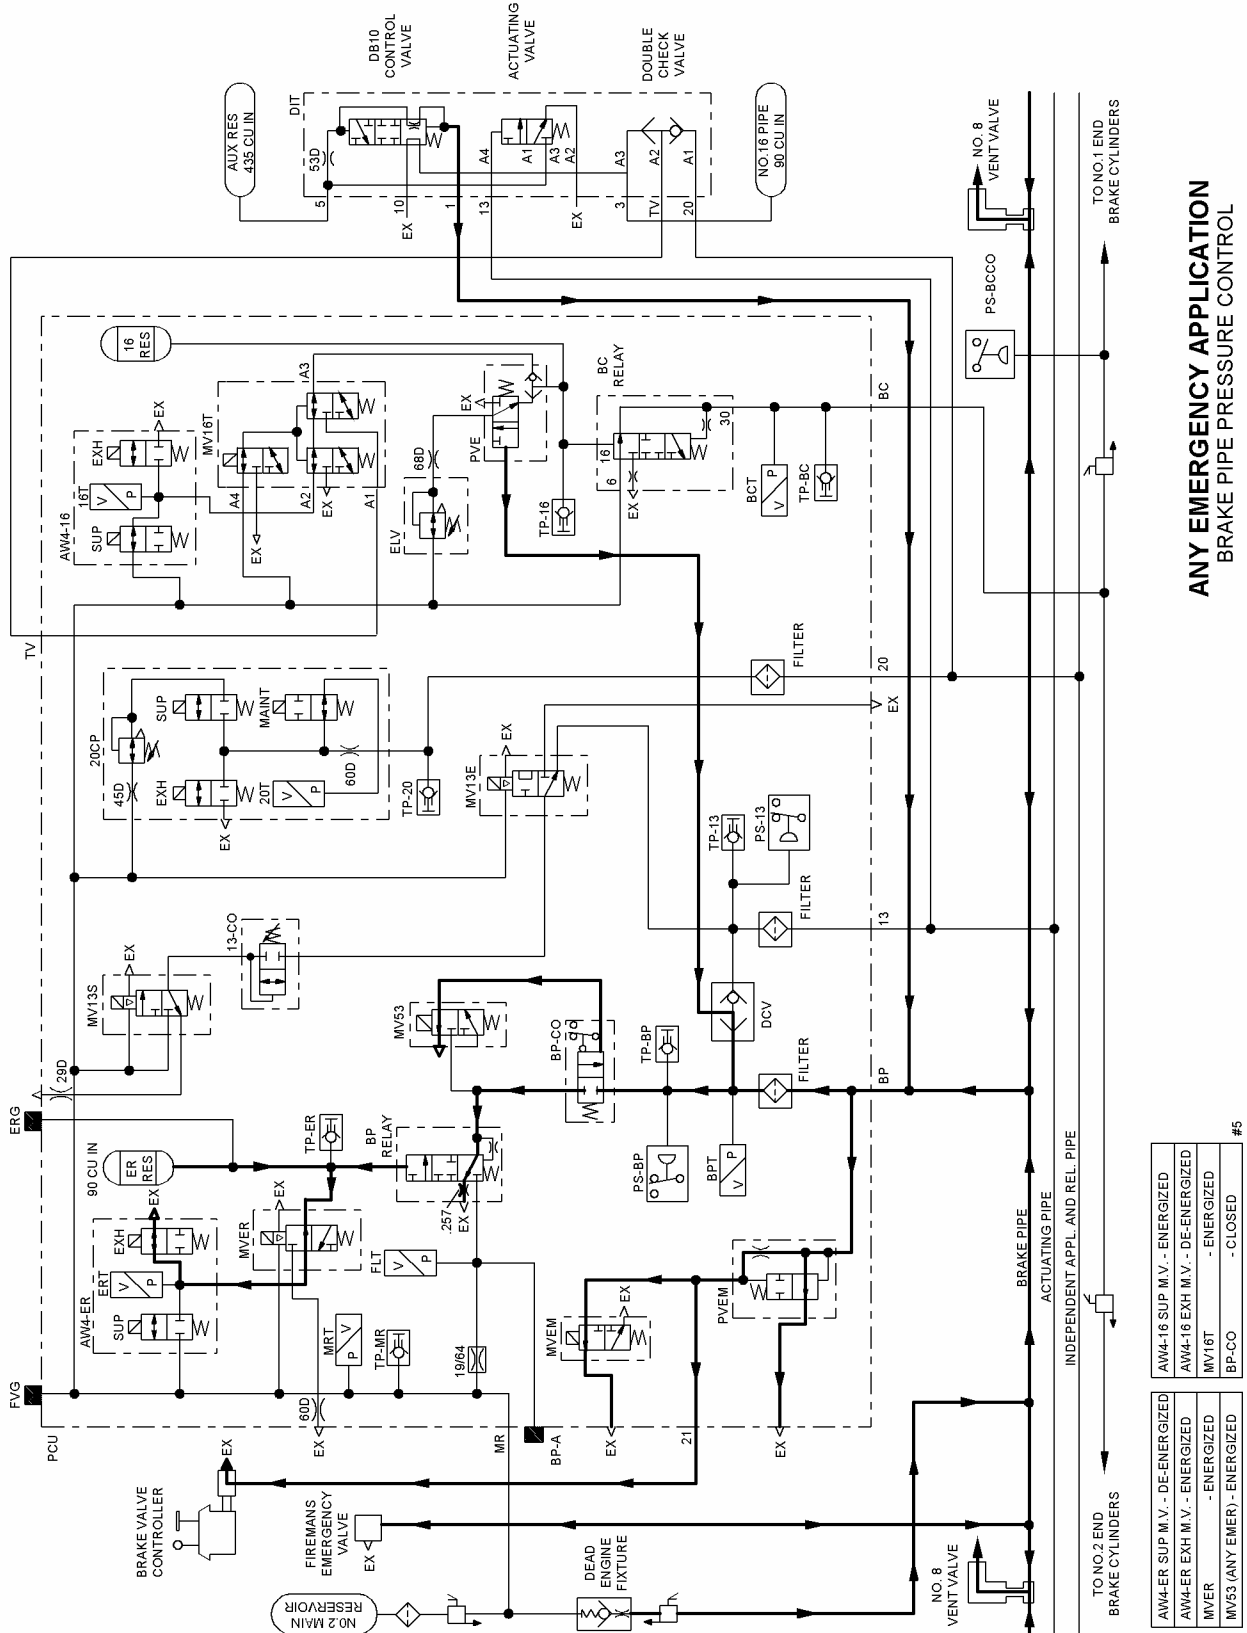 ANY EMERGENCY APPLICATION
BRAKE PIPE PRESSURE CONTROL
BRAKE VALVE
CONTROLLER
EX
FIREMANS
EMERGENCY
VALVE
EX
NO.2 MAIN
RESERVOIR
DEAD
ENGINE
FIXTURE
NO. 8
VENT VALVE
TO NO.2 END
BRAKE CYLINDERS
PCU
FVG
ERG
MR
BP-A
EX
EX
EX
21
60D
29D
90 CU IN
ER
RES
AW4-ER
SUP
ERT
V
P
EXH
EX
MVER
EX
TP-ER
MRT
P
V
TP-MR
FLT
V
P
19/64
BP
RELAY
.257
EX
MVEM
EX
PVEM
PS-BP
BPT
V
P
TP-BP
BP-CO
MV53
MV13S
EX
13-CO
FILTER
BP
DCV
FILTER
13
TP-13
PS-13
MV13E
EX
20CP
45D
SUP
EXH
MAINT
20T
V
P
60D
EX
TP-20
FILTER
20
EX
TV
AW4-16
SUP
16T
V
P
EXH
EX
MV16T
A4
A2
A1
A3
EX
EX
16
RES
ELV
68D
PVE
EX
TP-16
BC
RELAY
16
6
30
EX
BCT
V
P
TP-BC
BC
AUX RES
435 CU IN
DIT
DB10
CONTROL
VALVE
ACTUATING
VALVE
DOUBLE
CHECK
VALVE
53D
5
10
EX
1
13
A4
A1
A3
A2
EX
3
TV
20
A3
A2
A1
NO.16 PIPE
90 CU IN
NO. 8
VENT VALVE
PS-BCCO
TO NO.1 END
BRAKE CYLINDERS
BRAKE PIPE
ACTUATING PIPE
INDEPENDENT APPL. AND REL. PIPE
AW4-ER SUP M.V. - DE-ENERGIZED
AW4-ER EXH M.V. - ENERGIZED
MVER - ENERGIZED
MV53 (ANY EMER) - ENERGIZED
AW4-16 SUP M.V. - ENERGIZED
AW4-16 EXH M.V. - DE-ENERGIZED
MV16T - ENERGIZED
BP-CO - CLOSED
#5